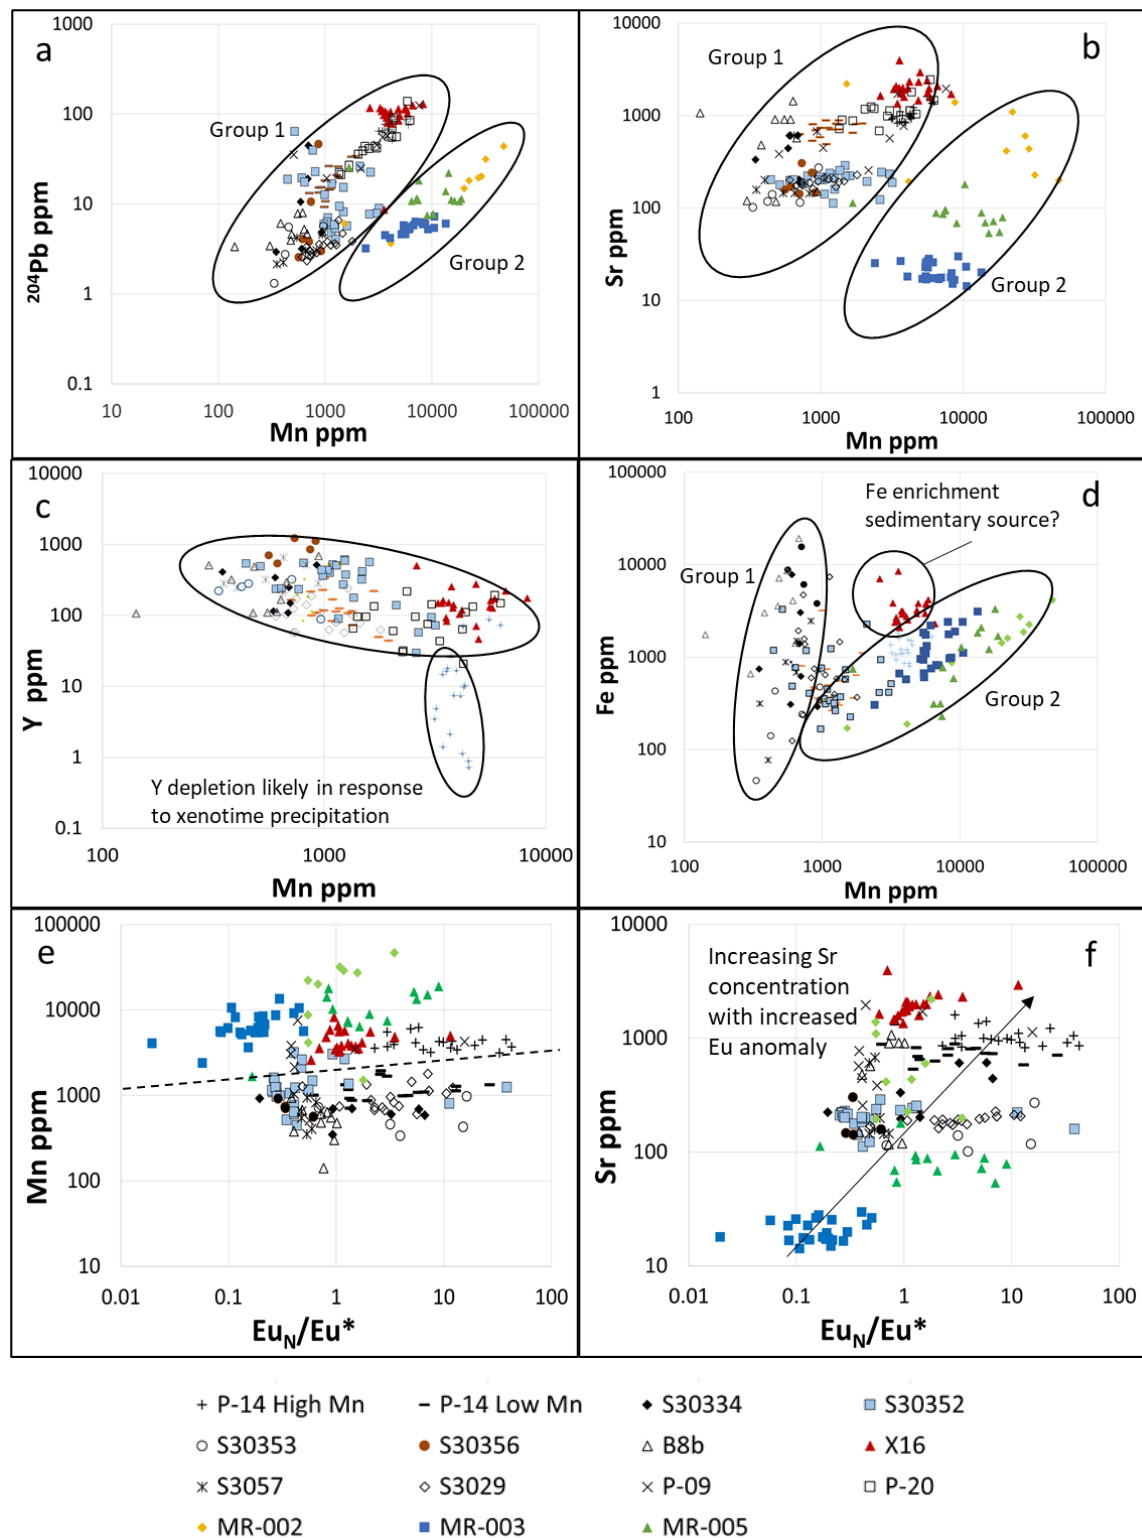 a
1000
100
10
1
0.1
10
100
1000
10000
100000
Group 1
Group 2
204Pb ppm
Mn ppm
b
10000
1000
100
10
1
100
1000
10000
100000
Group 1
Group 2
Sr ppm
Mn ppm
c
10000
1000
100
10
1
0.1
100
1000
10000
Y depletion likely in response
to xenotime precipitation
Y ppm
Mn ppm
d
100000
10000
1000
100
10
100
1000
10000
100000
Fe enrichment
sedimentary source?
Group 1
Group 2
Fe ppm
Mn ppm
e
100000
10000
1000
100
10
0.01
0.1
1
10
100
Mn ppm
EuN/Eu*
f
10000
1000
100
10
0.01
0.1
1
10
100
Increasing Sr
concentration
with increased
Eu anomaly
Sr ppm
EuN/Eu*
P-14 High Mn
P-14 Low Mn
S30334
S30352
S30353
S30356
B8b
X16
S3057
S3029
P-09
P-20
MR-002
MR-003
MR-005